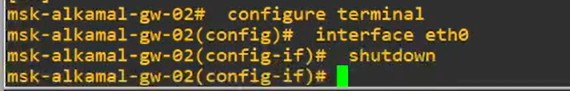 msk-alkamal-gw-02#  configure terminal
msk-alkamal-gw-02(config)#  interface eth0
msk-alkamal-gw-02(config-if)#  shutdown
msk-alkamal-gw-02(config-if)#